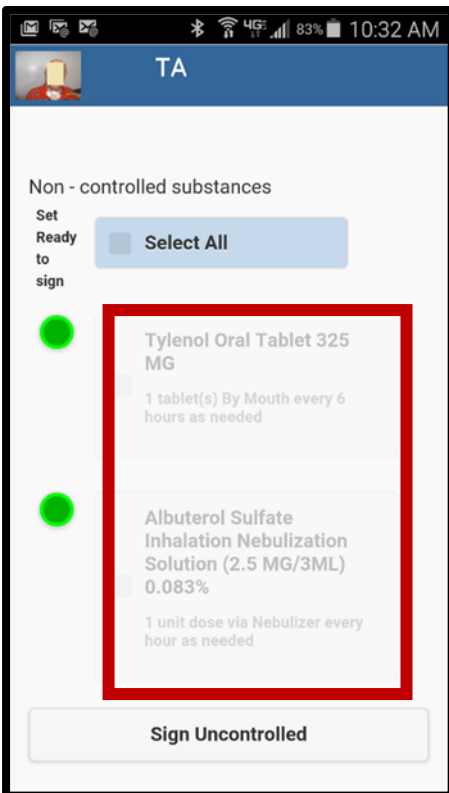 4G 83% 10:32 AM
TA
Non - controlled substances
Set
Ready
to
sign
Select All
Tylenol Oral Tablet 325
MG
1 tablet(s) By Mouth every 6
hours as needed
Albuterol Sulfate
Inhalation Nebulization
Solution (2.5 MG/3ML)
0.083%
1 unit dose via Nebulizer every
hour as needed
Sign Uncontrolled